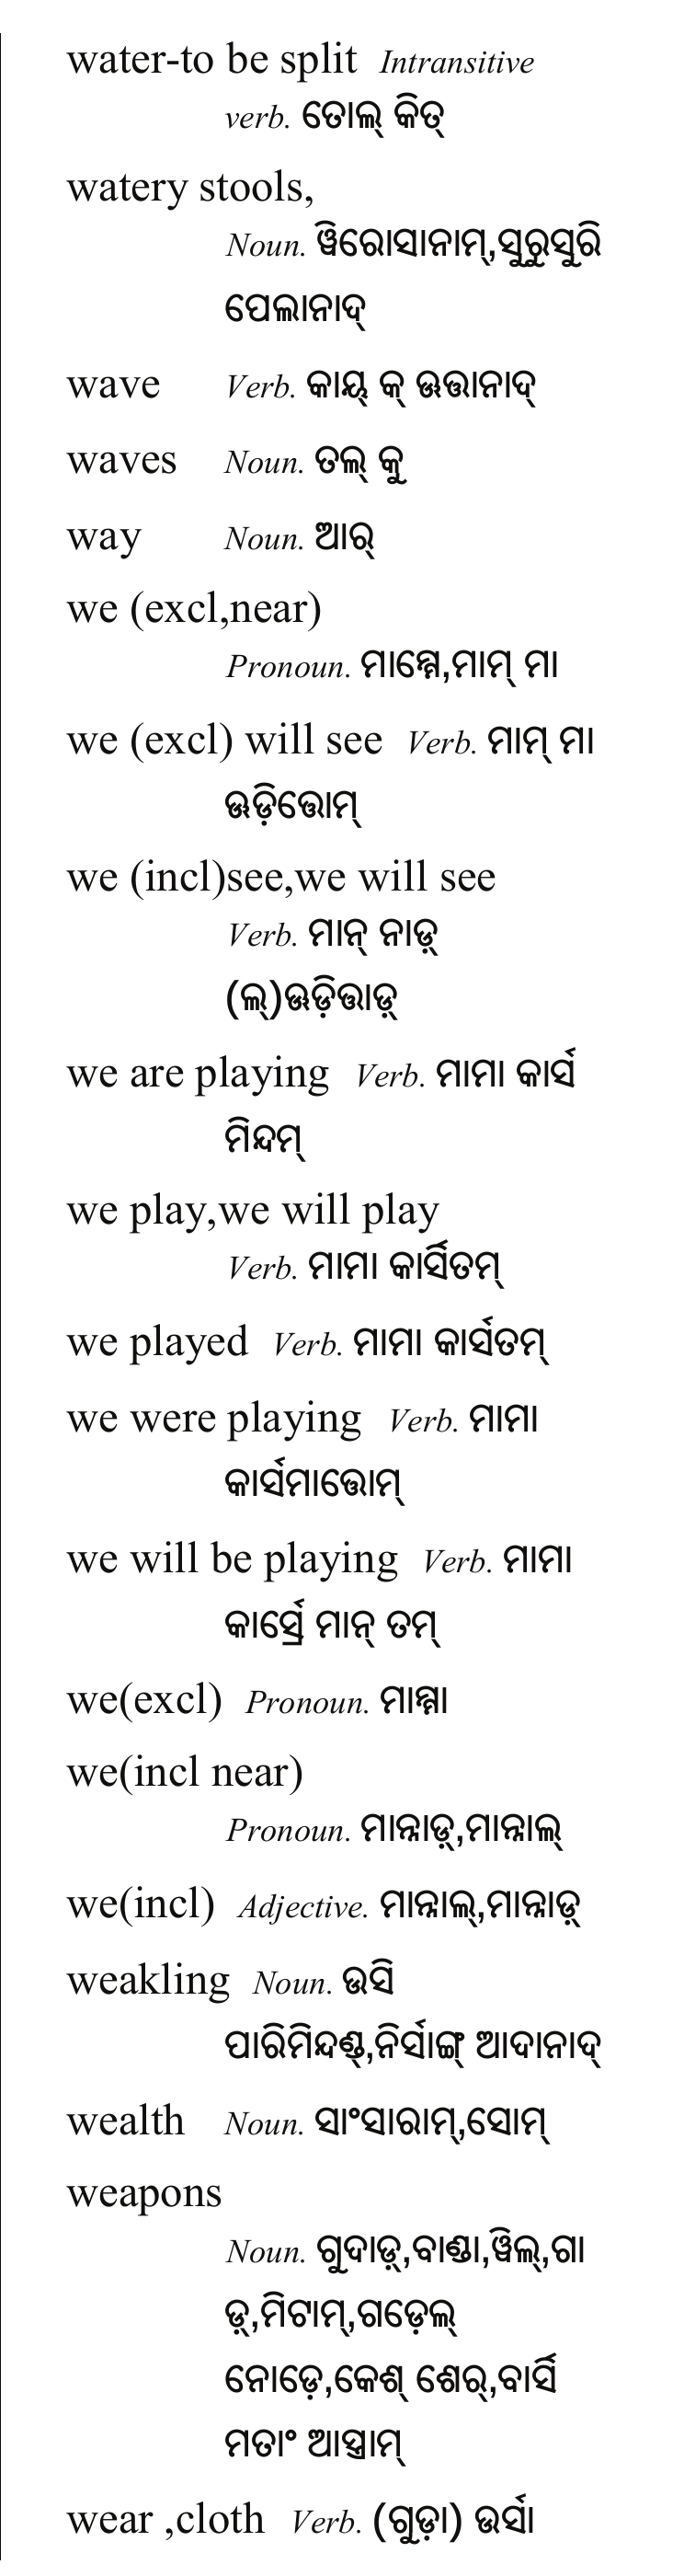 water-to be split Intransitive
verb. ତୋଲ୍ କିତ୍
watery stools,
Noun. ୱିରୋସାନାମ୍,ସୁରୁସୁରି
ପେଲାନାଦ୍
wave Verb. କାୟ୍ କ୍ ଊତ୍ତାନାଦ୍
waves Noun. ତଲ୍ କୁ
way Noun. ଆର୍
we (excl,near)
Pronoun. ମାମ୍ମେ,ମାମ୍ ମା
we (excl) will see Verb. ମାମ୍ ମା
ଊଡ଼ିତ୍ତୋମ୍
we (incl)see,we will see
Verb. ମାନ୍ ନାଡ଼୍
(ଲ୍)ଊଡ଼ିତ୍ତାଡ଼୍
we are playing Verb. ମାମା କାର୍ସ
ମିନ୍ଦମ୍
we play,we will play
Verb. ମାମା କାର୍ସିତମ୍
we played Verb. ମାମା କାର୍ସତମ୍
we were playing Verb. ମାମା
କାର୍ସମାତ୍ତୋମ୍
we will be playing Verb. ମାମା
ମାନ୍ ତମ୍
we(excl) Pronoun. ମାମ୍ମା
we(incl near)
Pronoun. ମାନ୍ନାଡ଼୍,ମାନ୍ନାଲ୍
we(incl) Adjective. ମାନ୍ନାଲ୍,ମାନ୍ନାଡ଼୍
weakling Noun. ଉସି
ପାରିମିନ୍ଦଣ୍ଡ୍,ନିର୍ସାଙ୍ଗ୍ ଆଦାନାଦ୍
wealth Noun. ସାଂସାରାମ୍,ସୋମ୍
weapons
Noun. ଗୁଦାଡ଼୍,ବାଣ୍ଡା,ୱିଲ୍,ଗା
ଡ଼୍,ମିଟାମ୍,ଗଡ଼େଲ୍
ନୋଡ଼େ,କେଶ୍ ଶେର୍,ବାର୍ସି
ମତାଂ ଆସ୍ତ୍ରାମ୍
wear ,cloth Verb. (ଗୁଡ଼ା) ଉର୍ସା